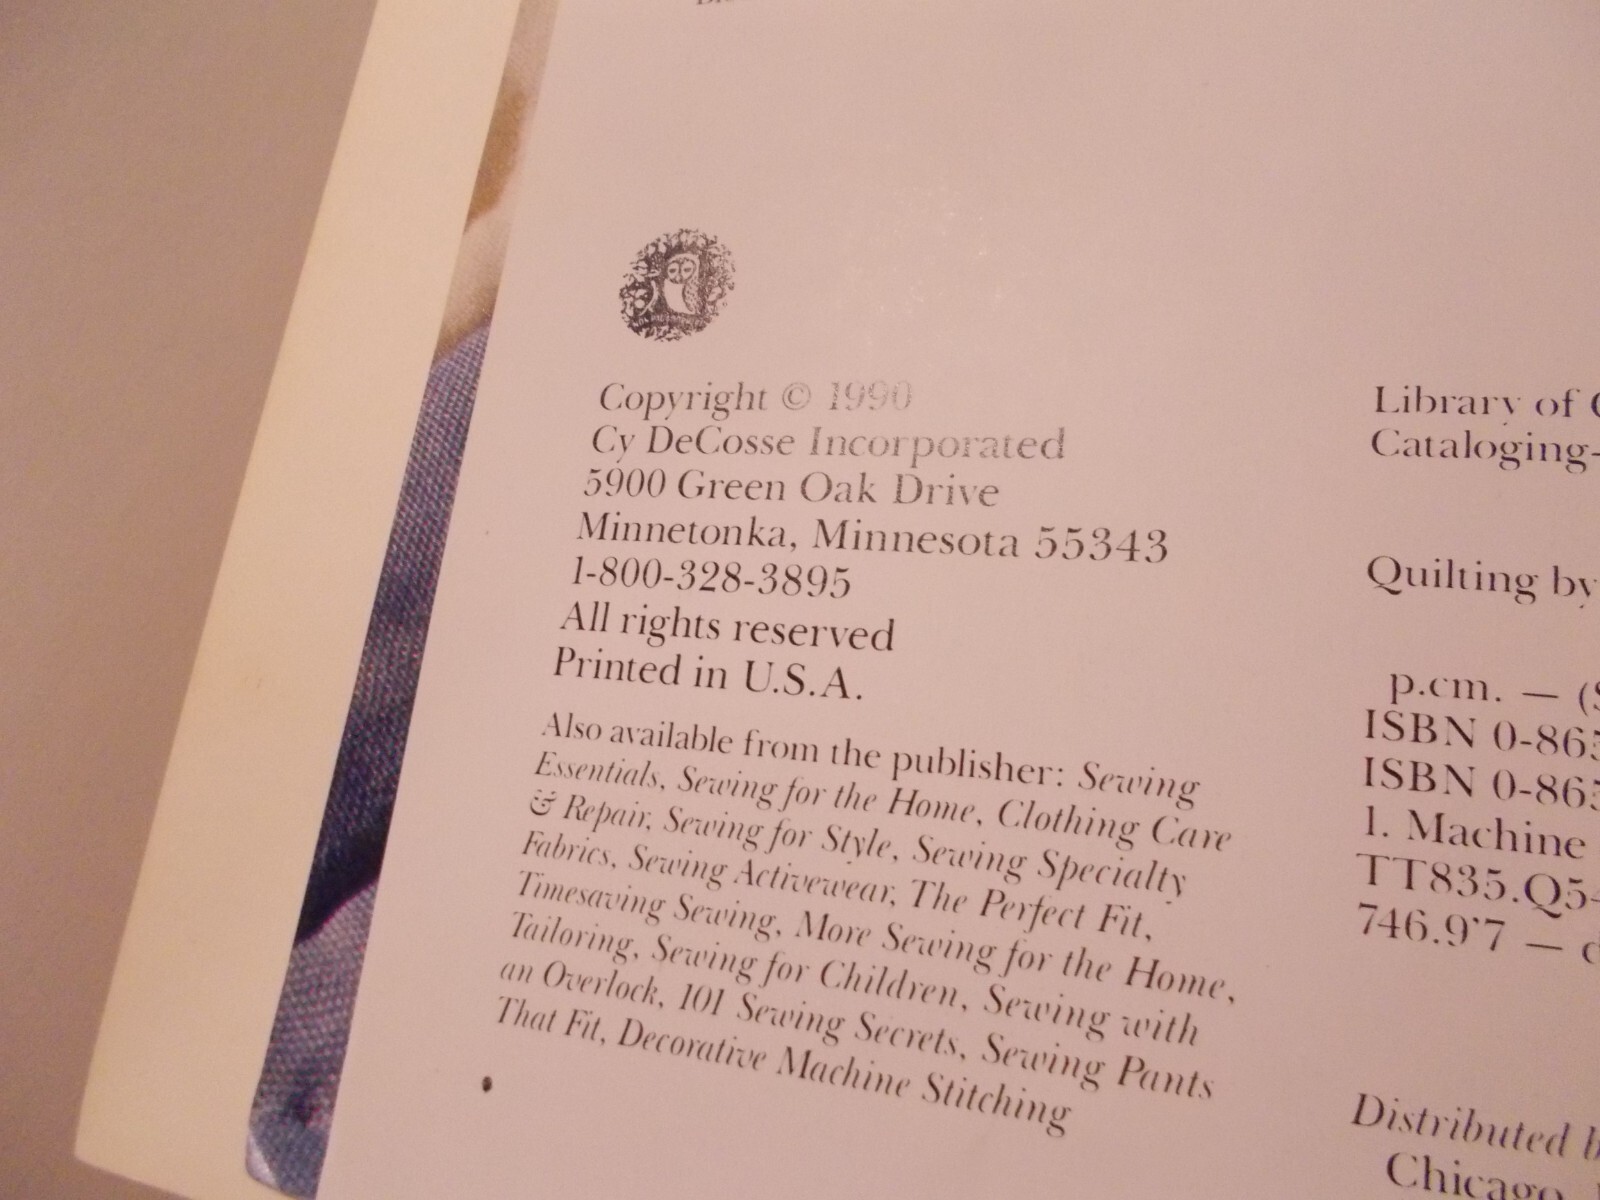 Copyright © 1990
Cy DeCosse Incorporated
5900 Green Oak Drive
Minnetonka, Minnesota 55343
1-800-328-3895
All rights reserved
Printed in U.S.A.
Also available from the publisher: Sewing
Essentials, Sewing for the Home, Clothing Care
& Repair, Sewing for Style, Sewing Specialty
Fabrics, Sewing Activewear, The Perfect Fit,
Timesaving Sewing, More Sewing for the Home,
Tailoring, Sewing for Children, Sewing with
an Overlock, 101 Sewing Secrets, Sewing Pants
That Fit, Decorative Machine Stitching
Library of
Cataloging-
Quilting by
p.cm. — (S
ISBN 0-865
ISBN 0-865
1. Machine
TT835.Q54
746.9'7 —
Distributed
Chicago,